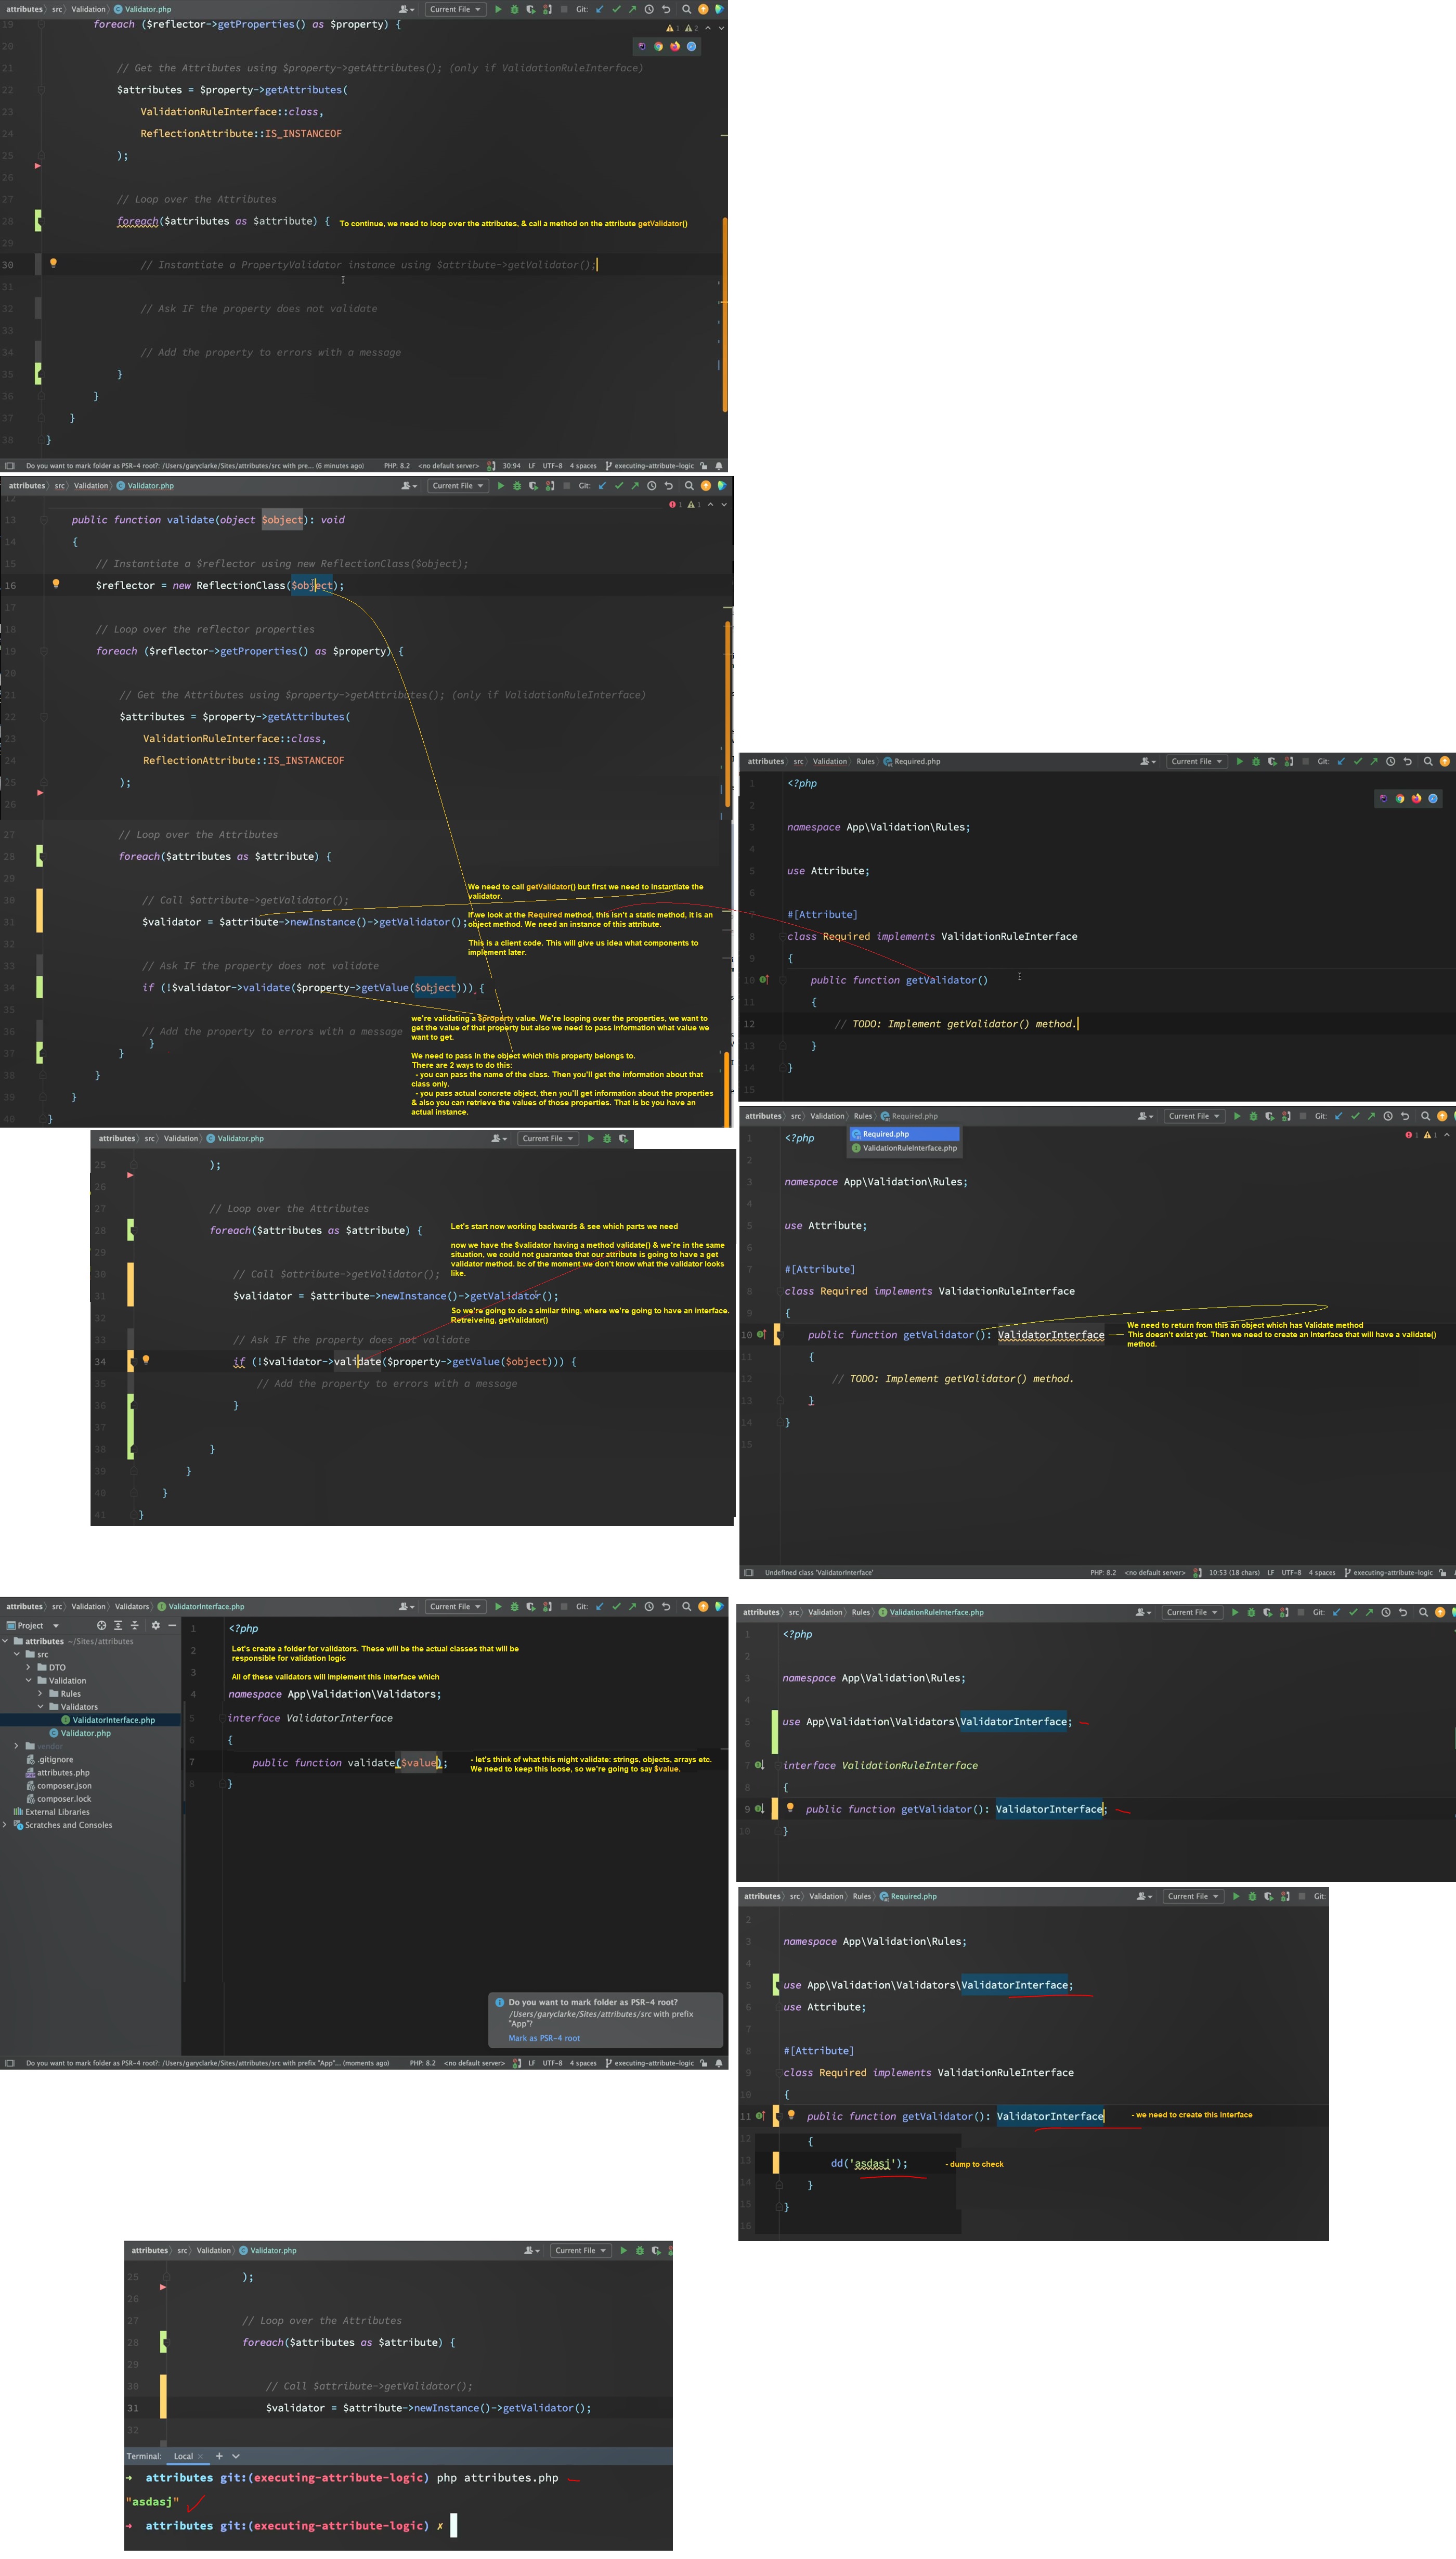 attributes 〉 src 〉 Validation 〉 Validator.php
Current File
Git:
19 foreach ($reflector->getProperties() as $property) {
1 2
20
21 // Get the Attributes using $property->getAttributes(); (only if ValidationRuleInterface)
22 $attributes = $property->getAttributes(
23 ValidationRuleInterface::class,
24 ReflectionAttribute::IS_INSTANCEOF
25 );
26
27 // Loop over the Attributes
28 foreach($attributes as $attribute) { To continue, we need to loop over the attributes, & call a method on the attribute getValidator()
29
30 // Instantiate a PropertyValidator instance using $attribute->getValidator();
31
32 // Ask IF the property does not validate
33
34 // Add the property to errors with a message
35 }
36 }
37 }
38 }
Do you want to mark folder as PSR-4 root?: /Users/garyclarke/Sites/attributes/src with pre... (6 minutes ago) PHP: 8.2 <no default server> 30:94 LF UTF-8 4 spaces executing-attribute-logic
attributes 〉 src 〉 Validation 〉 Validator.php
Current File
Git:
12
1 1
13 public function validate(object $object): void
14 {
15 // Instantiate a $reflector using new ReflectionClass($object);
16 $reflector = new ReflectionClass($object);
17
18 // Loop over the reflector properties
19 foreach ($reflector->getProperties() as $property) {
20
21 // Get the Attributes using $property->getAttributes(); (only if ValidationRuleInterface)
22 $attributes = $property->getAttributes(
23 ValidationRuleInterface::class,
24 ReflectionAttribute::IS_INSTANCEOF
25 );
26
27 // Loop over the Attributes
28 foreach($attributes as $attribute) {
29
We need to call getValidator() but first we need to instantiate the
validator.
30 // Call $attribute->getValidator();
31 $validator = $attribute->newInstance()->getValidator();
If we look at the Required method, this isn't a static method, it is an
object method. We need an instance of this attribute.
32
This is a client code. This will give us idea what components to
implement later.
33 // Ask IF the property does not validate
34 if (!$validator->validate($property->getValue($object))) {
35
we're validating a $property value. We're looping over the properties, we want to
get the value of that property but also we need to pass information what value we
want to get.
36 // Add the property to errors with a message
}
37 }
We need to pass in the object which this property belongs to.
There are 2 ways to do this:
- you can pass the name of the class. Then you'll get the information about that
class only.
- you pass actual concrete object, then you'll get information about the properties
& also you can retrieve the values of those properties. That is bc you have an
actual instance.
38 }
39 }
40 }
attributes 〉 src 〉 Validation 〉 Rules 〉 Required.php
Current File
Git:
1 <?php
2
3 namespace App\Validation\Rules;
4
5 use Attribute;
6
7 #[Attribute]
8 class Required implements ValidationRuleInterface
9 {
10 public function getValidator()
11 {
12 // TODO: Implement getValidator() method.
13 }
14 }
15
attributes 〉 src 〉 Validation 〉 Rules 〉 Required.php
Current File
Git:
Required.php
ValidationRuleInterface.php
1 1
1 <?php
2
3 namespace App\Validation\Rules;
4
5 use Attribute;
6
7 #[Attribute]
8 class Required implements ValidationRuleInterface
9 {
10 public function getValidator(): ValidatorInterface
We need to return from this an object which has Validate method
This doesn't exist yet. Then we need to create an Interface that will have a validate()
method.
11 {
12 // TODO: Implement getValidator() method.
13 }
14 }
15
Undefined class 'ValidatorInterface' PHP: 8.2 <no default server> 10:53 (18 chars) LF UTF-8 4 spaces executing-attribute-logic
attributes 〉 src 〉 Validation 〉 Validator.php
Current File
25 );
26
27 // Loop over the Attributes
28 foreach($attributes as $attribute) {
Let's start now working backwards & see which parts we need
29
now we have the $validator having a method validate() & we're in the same
situation, we could not guarantee that our attribute is going to have a get
validator method. bc of the moment we don't know what the validator looks
like.
30 // Call $attribute->getValidator();
31 $validator = $attribute->newInstance()->getValidator();
32
So we're going to do a similar thing, where we're going to have an interface.
Retreiveing, getValidator()
33 // Ask IF the property does not validate
34 if (!$validator->validate($property->getValue($object))) {
35 // Add the property to errors with a message
36 }
37
38 }
39 }
40 }
41 }
attributes 〉 src 〉 Validation 〉 Validators 〉 ValidatorInterface.php
Current File
Git:
Project
attributes ~/Sites/attributes
src
DTO
Validation
Rules
Validators
ValidatorInterface.php
Validator.php
vendor
.gitignore
attributes.php
composer.json
composer.lock
External Libraries
Scratches and Consoles
1 <?php
2 Let's create a folder for validators. These will be the actual classes that will be
responsible for validation logic
3 All of these validators will implement this interface which
4 namespace App\Validation\Validators;
5 interface ValidatorInterface
6 {
7 public function validate($value); - let's think of what this might validate: strings, objects, arrays etc.
We need to keep this loose, so we're going to say $value.
8 }
Do you want to mark folder as PSR-4 root?
/Users/garyclarke/Sites/attributes/src with prefix
"App"?
Mark as PSR-4 root
Do you want to mark folder as PSR-4 root?: /Users/garyclarke/Sites/attributes/src with prefix "App"... (moments ago) PHP: 8.2 <no default server> LF UTF-8 4 spaces executing-attribute-logic
attributes 〉 src 〉 Validation 〉 Rules 〉 ValidationRuleInterface.php
Current File
Git:
1 <?php
2
3 namespace App\Validation\Rules;
4
5 use App\Validation\Validators\ValidatorInterface;
6
7 interface ValidationRuleInterface
8 {
9 public function getValidator(): ValidatorInterface;
10 }
attributes 〉 src 〉 Validation 〉 Rules 〉 Required.php
Current File
Git:
2
3 namespace App\Validation\Rules;
4
5 use App\Validation\Validators\ValidatorInterface;
6 use Attribute;
7
8 #[Attribute]
9 class Required implements ValidationRuleInterface
10 {
11 public function getValidator(): ValidatorInterface - we need to create this interface
12 {
13 dd('asdasj'); - dump to check
14 }
15 }
16
attributes 〉 src 〉 Validation 〉 Validator.php
Current File
25 );
26
27 // Loop over the Attributes
28 foreach($attributes as $attribute) {
29
30 // Call $attribute->getValidator();
31 $validator = $attribute->newInstance()->getValidator();
32
Terminal: Local × +
→ attributes git:(executing-attribute-logic) php attributes.php
"asdasj"
→ attributes git:(executing-attribute-logic) ✗